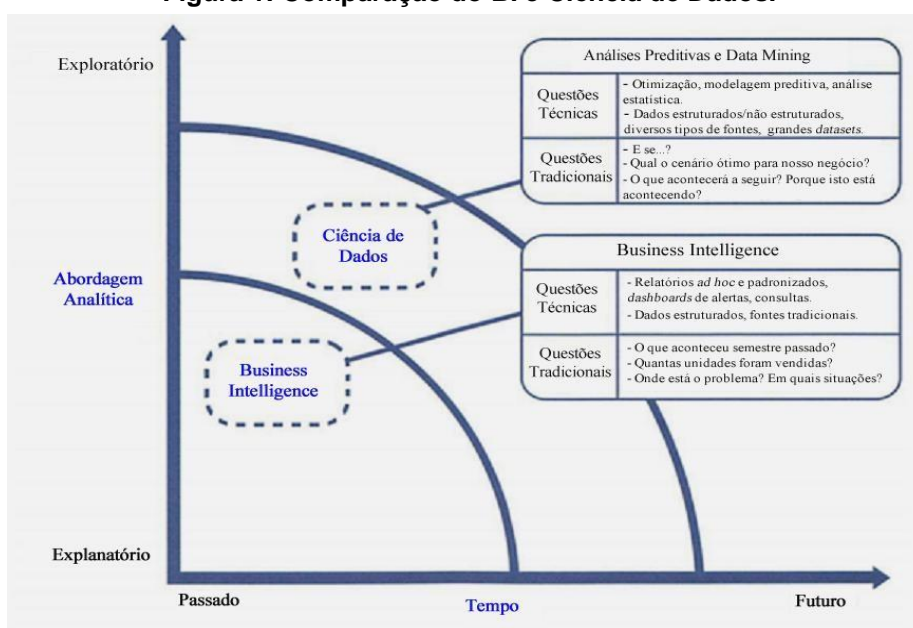 Figura 1. Comparação de BI e Ciência de Dados.
Exploratório
Análises Preditivas e Data Mining
Questões
Técnicas
- Otimização, modelagem preditiva, análise
estatística.
- Dados estruturados/não estruturados,
diversos tipos de fontes, grandes datasets.
Questões
Tradicionais
- E se...?
- Qual o cenário ótimo para nosso negócio?
- O que acontecerá a seguir? Porque isto está
acontecendo?
Ciência de
Dados
Business Intelligence
Questões
Técnicas
- Relatórios ad hoc e padronizados,
dashboards de alertas, consultas.
- Dados estruturados, fontes tradicionais.
Questões
Tradicionais
- O que aconteceu semestre passado?
- Quantas unidades foram vendidas?
- Onde está o problema? Em quais situações?
Abordagem
Analítica
Business
Intelligence
Explanatório
Passado
Tempo
Futuro